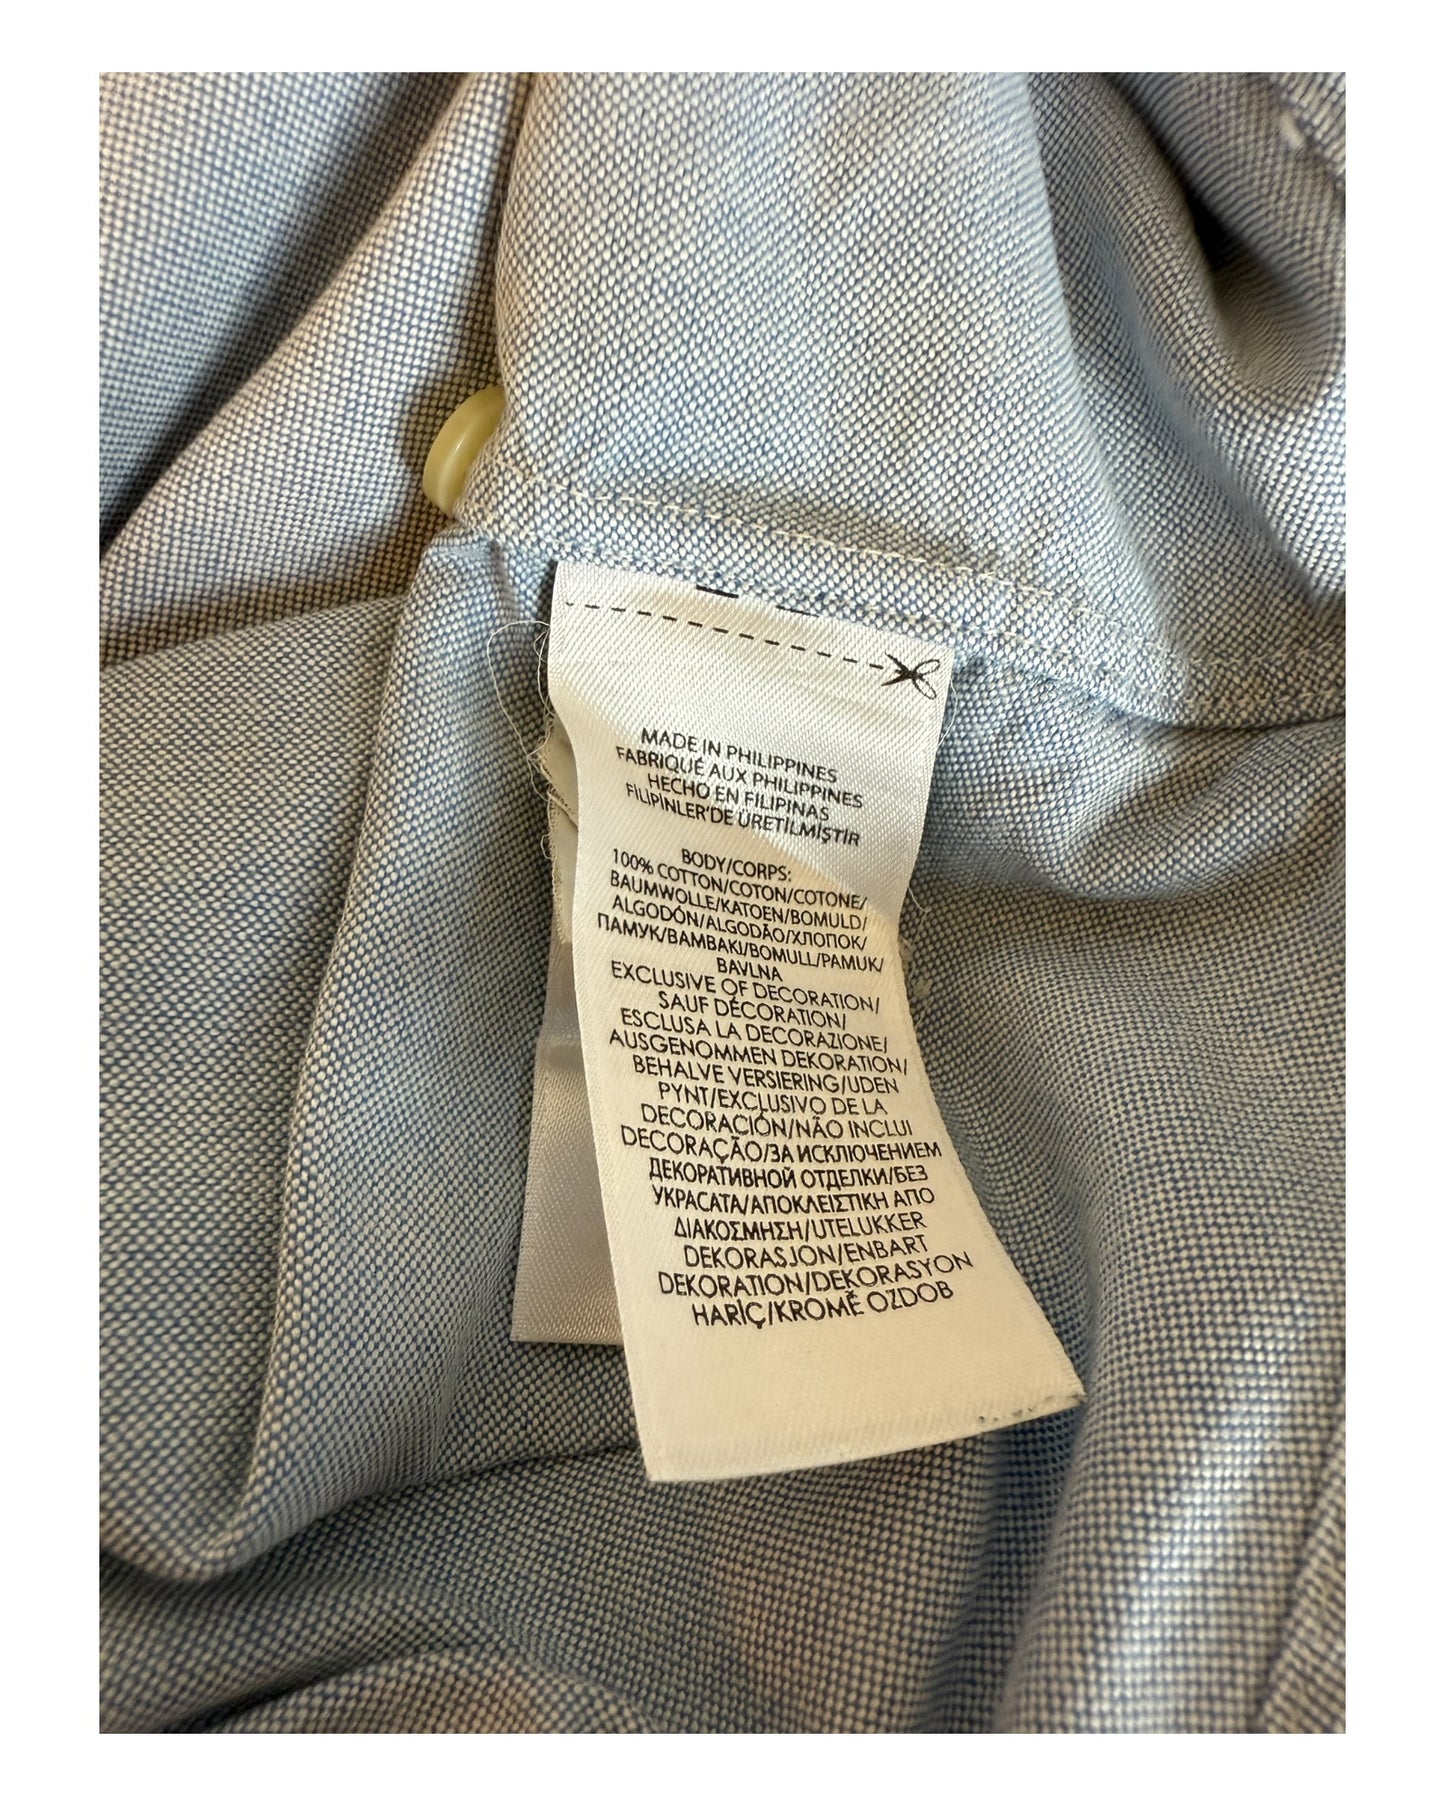 MADE IN PHILIPPINES
FABRIQUÉ AUX PHILIPPINES
HECHO EN FILIPINAS
FILIPINLER'DE ÜRETILMIŞTIR
BODY/CORPS:
100% COTTON/COTON/COTONE/
BAUMWOLLE/KATOEN/BOMULD/
ALGODÓN/ALGODÃO/ХЛОПОК/
ПАМУК/BAMBAKI/BOMULL/PAMUK/
BAVLNA
EXCLUSIVE OF DECORATION/
SAUF DÉCORATION/
ESCLUSA LA DECORAZIONE/
AUSGENOMMEN DEKORATION/
BEHALVE VERSIERING/UDEN
PYNT/EXCLUSIVO DE LA
DECORACIÓN/NÃO INCLUI
DECORAÇÃO/ЗА ИСКЛЮЧЕНИЕМ
ДЕКОРАТИВНОЙ ОТДЕЛКИ/БЕЗ
УКРАСАТА/ΑΠΟΚΛΕΙΣΤΙΚΗ ΑΠΟ
ΔΙΑΚΟΣΜΗΣΗ/UTELUKKER
DEKORASJON/ENBART
DEKORATION/DEKORASYON
HARİÇ/KROMĚ OZDOB